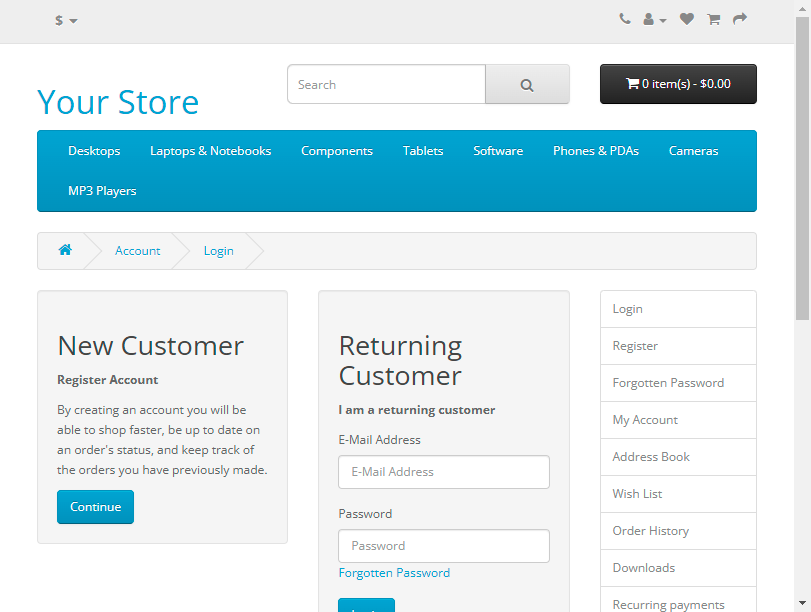 $
Your Store
Search
0 item(s) - $0.00
Desktops
Laptops & Notebooks
Components
Tablets
Software
Phones & PDAs
Cameras
MP3 Players
Account
Login
New Customer
Register Account
By creating an account you will be
able to shop faster, be up to date on
an order's status, and keep track of
the orders you have previously made.
Continue
Returning
Customer
I am a returning customer
E-Mail Address
E-Mail Address
Password
Password
Forgotten Password
Login
Register
Forgotten Password
My Account
Address Book
Wish List
Order History
Downloads
Recurring payments